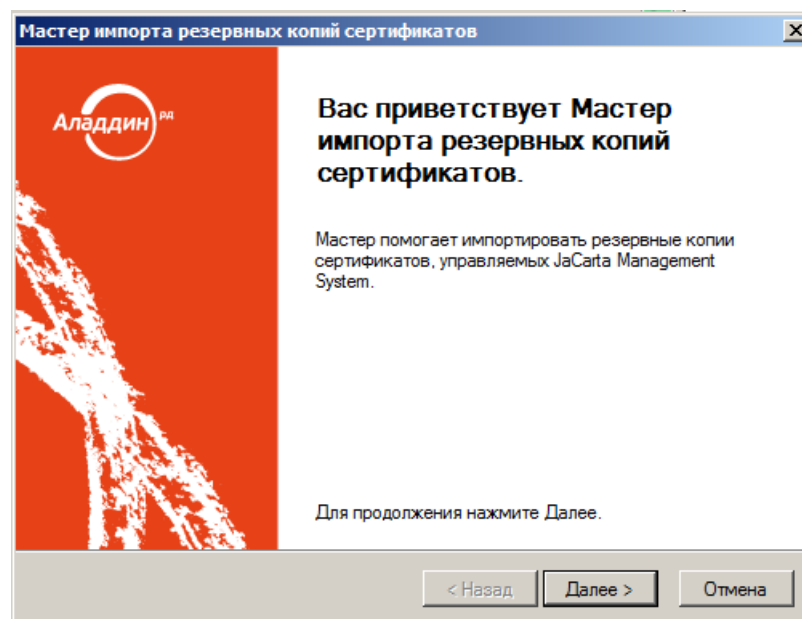 Мастер импорта резервных копий сертификатов
Аладдин РД
Вас приветствует Мастер
импорта резервных копий
сертификатов.
Мастер помогает импортировать резервные копии
сертификатов, управляемых JaCarta Management
System.
Для продолжения нажмите Далее.
< Назад Далее > Отмена